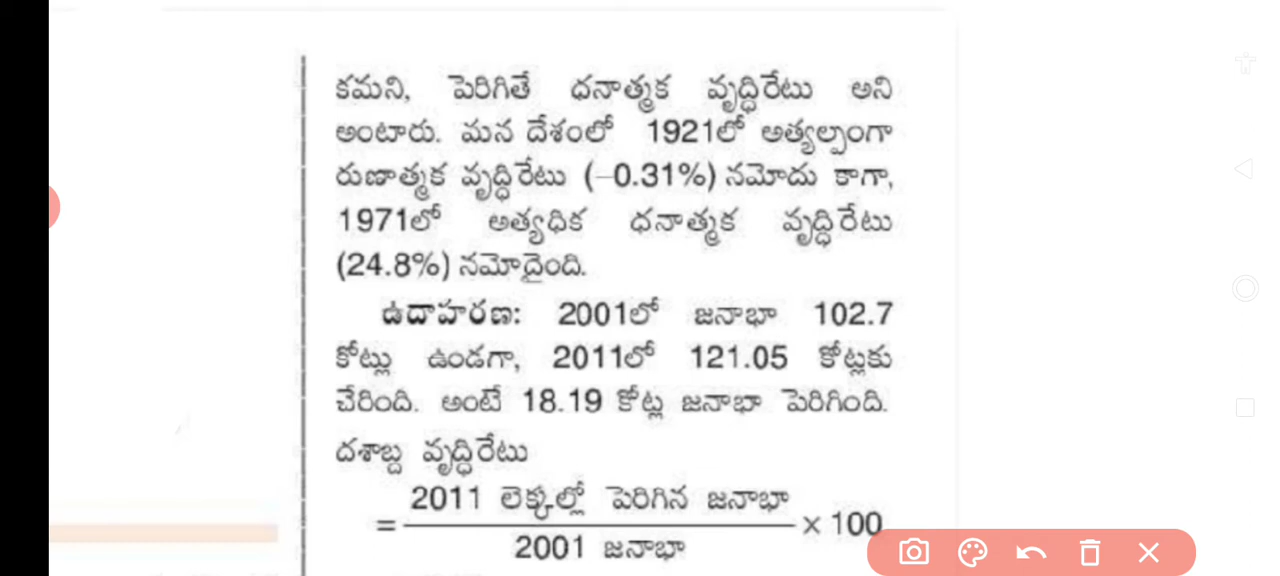 కమని, పెరిగితే ధనాత్మక వృద్ధిరేటు అని
అంటారు. మన దేశంలో 1921లో అత్యల్పంగా
రుణాత్మక వృద్ధిరేటు (–0.31%) నమోదు కాగా,
1971లో అత్యధిక ధనాత్మక వృద్ధిరేటు
(24.8%) నమోదైంది.
ఉదాహరణ: 2001లో జనాభా 102.7
కోట్లు ఉండగా, 2011లో 121.05 కోట్లకు
చేరింది. అంటే 18.19 కోట్ల జనాభా పెరిగింది.
దశాబ్ద వృద్ధిరేటు
= 2011 లెక్కల్లో పెరిగిన జనాభా × 100
2001 జనాభా